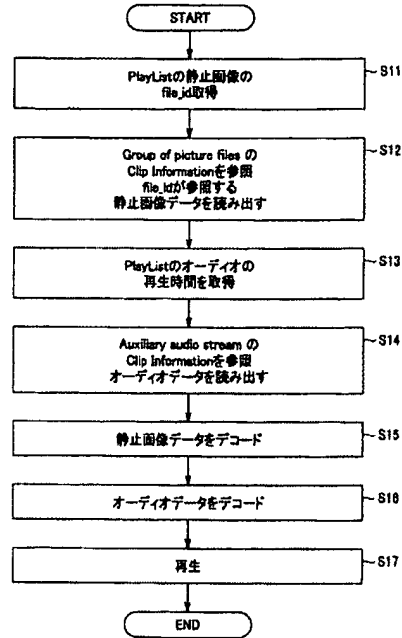 START
PlayListの静止画像の
file_id取得
S11
Group of picture files の
Clip Informationを参照
file_idが参照する
静止画像データを読み出す
S12
PlayListのオーディオの
再生時間を取得
S13
Auxiliary audio stream の
Clip Informationを参照
オーディオデータを読み出す
S14
静止画像データをデコード
S15
オーディオデータをデコード
S16
再生
S17
END